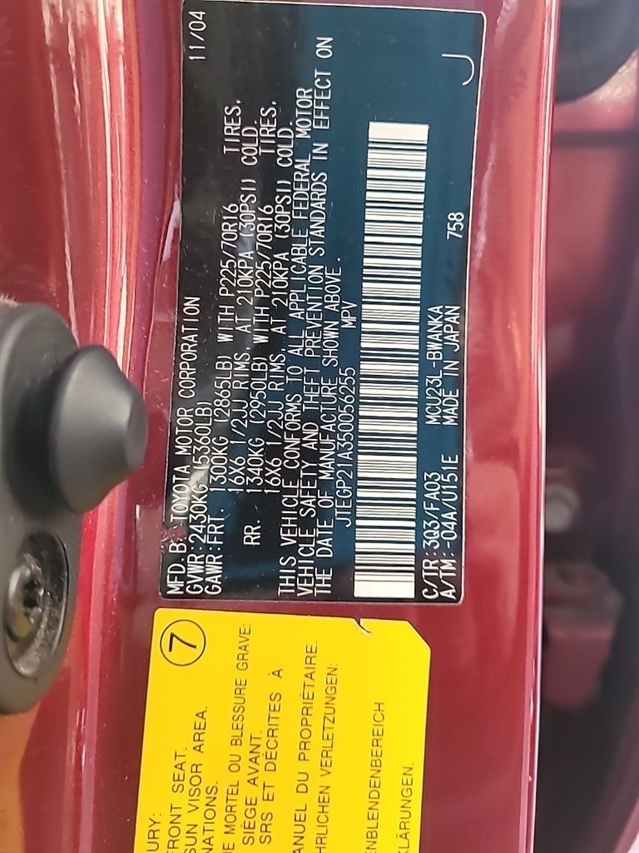 MFD. BY: TOYOTA MOTOR CORPORATION 11/04
GVWR: 2430KG (5360LB)
GAWR: FRT. 1300KG (2865LB) WITH P225/70R16 TIRES,
16X6 1/2JJ RIMS, AT 210KPA (30PSI) COLD.
RR. 1340KG (2950LB) WITH P225/70R16 TIRES,
16X6 1/2JJ RIMS, AT 210KPA (30PSI) COLD.
THIS VEHICLE CONFORMS TO ALL APPLICABLE FEDERAL MOTOR
VEHICLE SAFETY AND THEFT PREVENTION STANDARDS IN EFFECT ON
THE DATE OF MANUFACTURE SHOWN ABOVE.
JTEGP21A350056255 MPV
C/TR: 3Q3/FA03 MCU23L-BWANKA
A/TM: -04A/U151E MADE IN JAPAN 758
J
7
URY:
FRONT SEAT.
SUN VISOR AREA.
NATIONS.
E MORTEL OU BLESSURE GRAVE:
SIÈGE AVANT.
SRS ET DÉCRITES À
ANUEL DU PROPRIÉTAIRE.
HRLICHEN VERLETZUNGEN:
ENBLENDENBEREICH
KLÄRUNGEN.